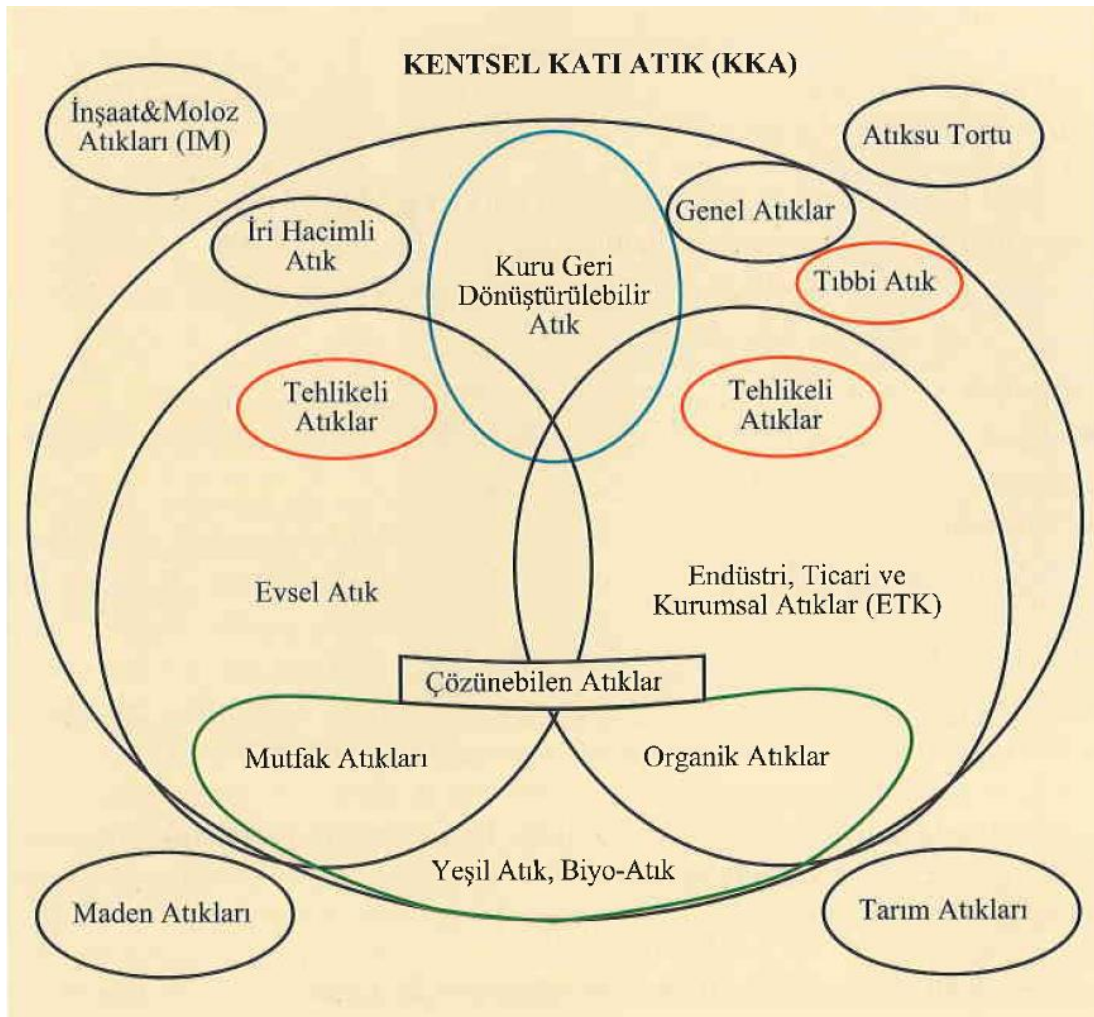 KENTSEL KATI ATIK (KKA)
İnşaat&Moloz
Atıkları (IM)
Atıksu Tortu
Genel Atıklar
İri Hacimli
Atık
Kuru Geri
Dönüştürülebilir
Atık
Tıbbi Atık
Tehlikeli
Atıklar
Tehlikeli
Atıklar
Evsel Atık
Endüstri, Ticari ve
Kurumsal Atıklar (ETK)
Çözünebilen Atıklar
Mutfak Atıkları
Organik Atıklar
Yeşil Atık, Biyo-Atık
Maden Atıkları
Tarım Atıkları